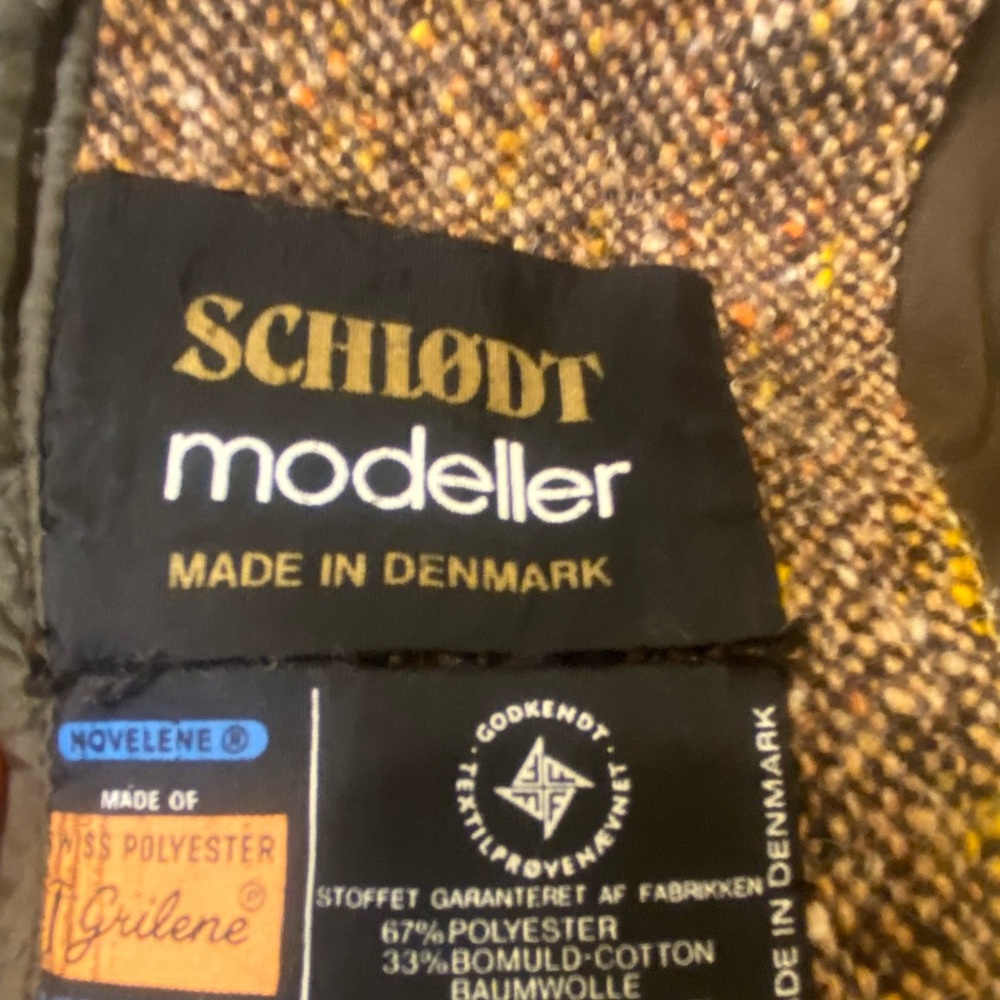 SCHLØDT
modeller
MADE IN DENMARK
NOVELENE ®
MADE OF
SWISS POLYESTER
Grilene ®
· GODKENDT · TEXTILPRØVENÆVNET
STOFFET GARANTERET AF FABRIKKEN
67% POLYESTER
33% BOMULD-COTTON
BAUMWOLLE
DE IN DENMARK